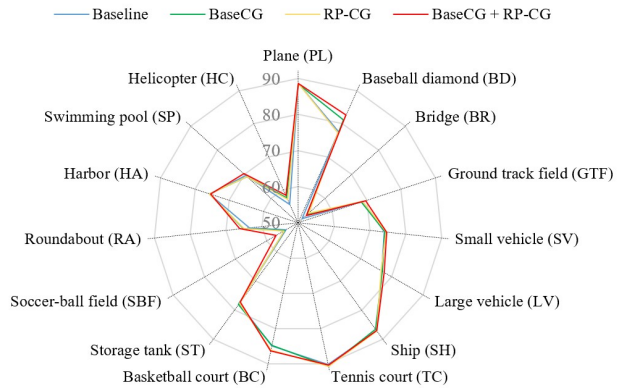 Baseline BaseCG RP-CG BaseCG + RP-CG
Plane (PL)
Helicopter (HC) 90 Baseball diamond (BD)
Swimming pool (SP) 80 Bridge (BR)
70
Harbor (HA) 60 Ground track field (GTF)
50
Roundabout (RA) Small vehicle (SV)
Soccer-ball field (SBF) Large vehicle (LV)
Storage tank (ST) Ship (SH)
Basketball court (BC) Tennis court (TC)